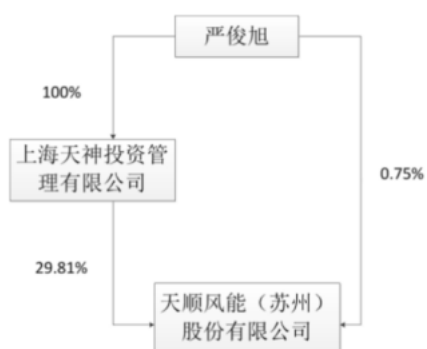 严俊旭
100%
上海天神投资管
理有限公司
0.75%
29.81%
天顺风能（苏州）
股份有限公司